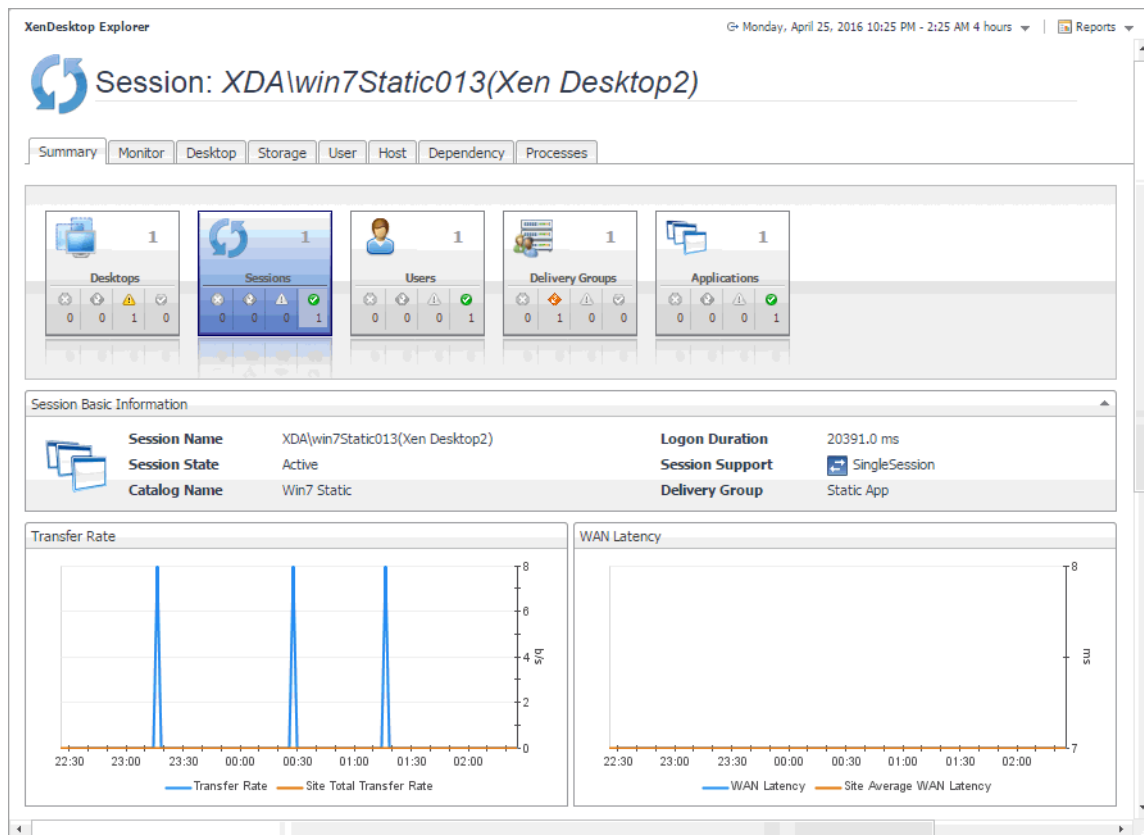 XenDesktop Explorer
Monday, April 25, 2016 10:25 PM - 2:25 AM 4 hours
Reports
Session: XDA\win7Static013(Xen Desktop2)
Summary Monitor Desktop Storage User Host Dependency Processes
1 1 1 1 1
Desktops Sessions Users Delivery Groups Applications
0 0 1 0 0 0 0 1 0 0 0 1 0 1 0 0 0 0 0 1
Session Basic Information
Session Name XDA\win7Static013(Xen Desktop2) Logon Duration 20391.0 ms
Session State Active Session Support SingleSession
Catalog Name Win7 Static Delivery Group Static App
Transfer Rate
8
6
4 b/s
2
0
22:30 23:00 23:30 00:00 00:30 01:00 01:30 02:00
Transfer Rate Site Total Transfer Rate
WAN Latency
8
ms
7
22:30 23:00 23:30 00:00 00:30 01:00 01:30 02:00
WAN Latency Site Average WAN Latency